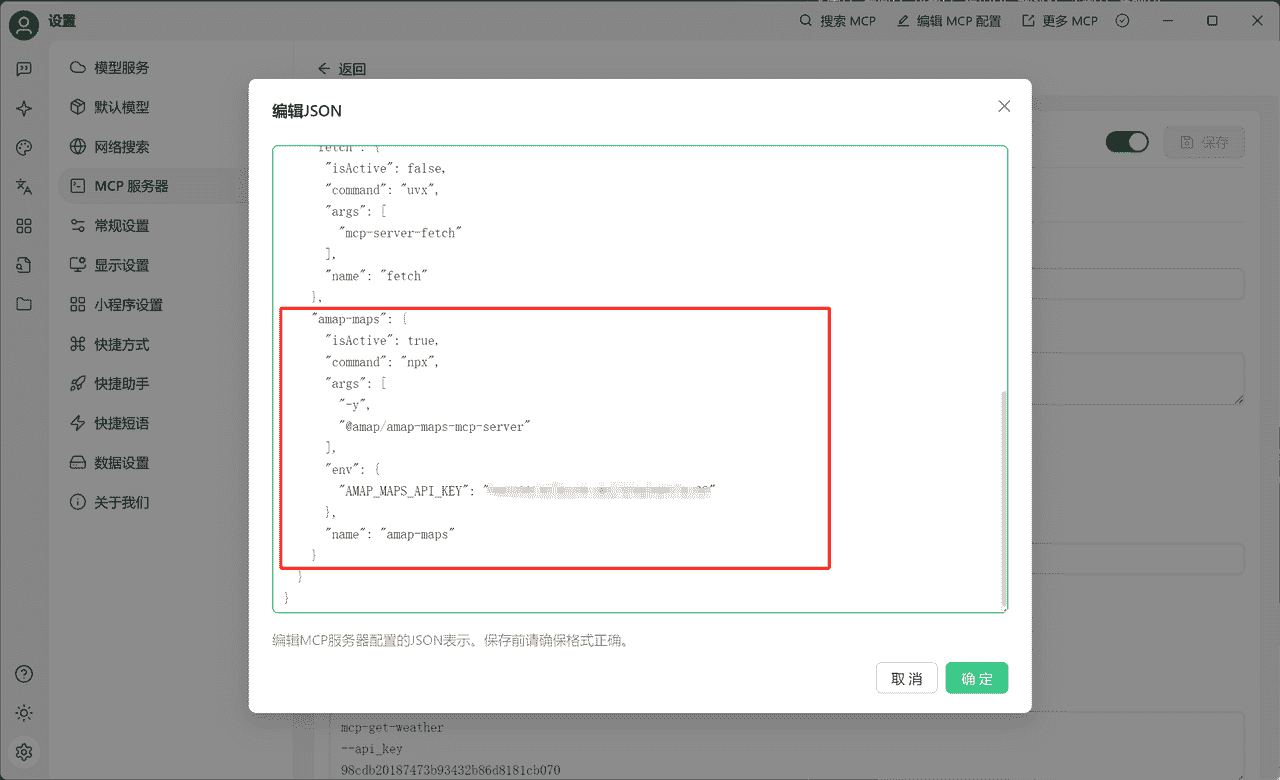 设置
搜索 MCP
编辑 MCP 配置
更多 MCP
模型服务
默认模型
网络搜索
MCP 服务器
常规设置
显示设置
小程序设置
快捷方式
快捷助手
快捷短语
数据设置
关于我们
返回
保存
编辑JSON
"fetch": {
"isActive": false,
"command": "uvx",
"args": [
"mcp-server-fetch"
],
"name": "fetch"
},
"amap-maps": {
"isActive": true,
"command": "npx",
"args": [
"-y",
"@amap/amap-maps-mcp-server"
],
"env": {
"AMAP_MAPS_API_KEY": "
"
},
"name": "amap-maps"
}
}
}
编辑MCP服务器配置的JSON表示。保存前请确保格式正确。
取消
确定
mcp-get-weather
--api_key
98cdb20187473b93432b86d8181cb070